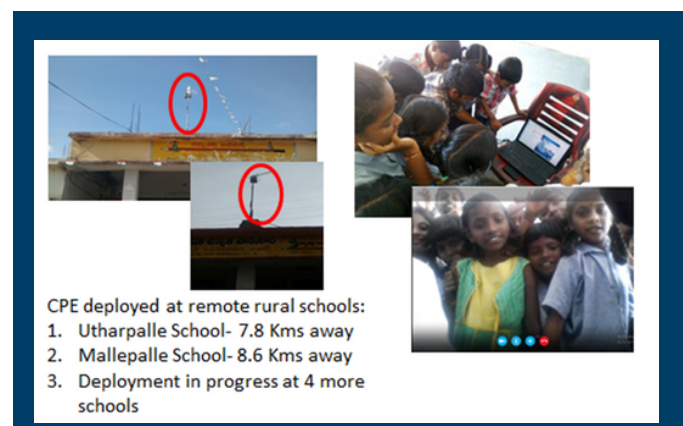 CPE deployed at remote rural schools:
1. Utharpalle School- 7.8 Kms away
2. Mallepalle School- 8.6 Kms away
3. Deployment in progress at 4 more
schools